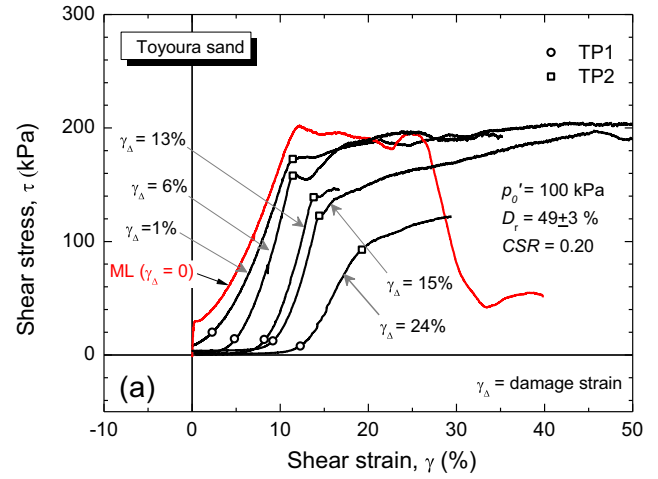 300
200
100
0
Shear stress, τ (kPa)
Toyoura sand
TP1
TP2
γΔ = 13%
γΔ = 6%
γΔ =1%
ML (γΔ = 0)
p0' = 100 kPa
Dr = 49±3 %
CSR = 0.20
γΔ = 15%
γΔ = 24%
(a)
γΔ = damage strain
-10 0 10 20 30 40 50
Shear strain, γ (%)